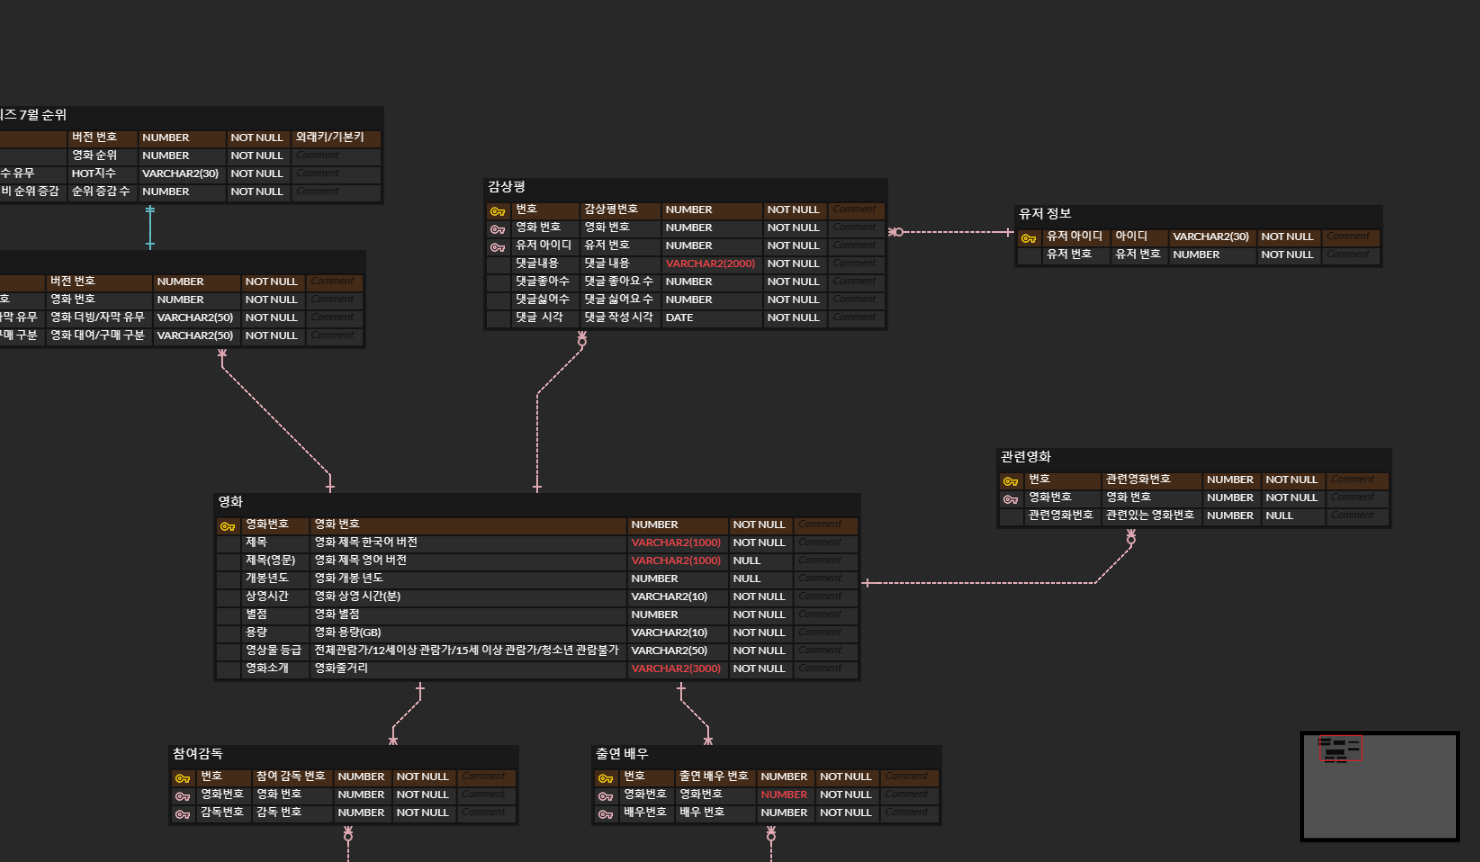 리즈 7월 순위
버전 번호 NUMBER NOT NULL 외래키/기본키
영화 순위 NUMBER NOT NULL Comment
수 유무 HOT지수 VARCHAR2(30) NOT NULL Comment
비 순위 증감 순위 증감 수 NUMBER NOT NULL Comment
버전 번호 NUMBER NOT NULL Comment
호 영화 번호 NUMBER NOT NULL Comment
자막 유무 영화 더빙/자막 유무 VARCHAR2(50) NOT NULL Comment
구매 구분 영화 대여/구매 구분 VARCHAR2(50) NOT NULL Comment
감상평
번호 감상평번호 NUMBER NOT NULL Comment
영화 번호 영화 번호 NUMBER NOT NULL Comment
유저 아이디 유저 번호 NUMBER NOT NULL Comment
댓글내용 댓글 내용 VARCHAR2(2000) NOT NULL Comment
댓글좋아수 댓글 좋아요 수 NUMBER NOT NULL Comment
댓글싫어수 댓글 싫어요 수 NUMBER NOT NULL Comment
댓글 시각 댓글 작성 시각 DATE NOT NULL Comment
유저 정보
유저 아이디 아이디 VARCHAR2(30) NOT NULL Comment
유저 번호 유저 번호 NUMBER NOT NULL Comment
관련영화
번호 관련영화번호 NUMBER NOT NULL Comment
영화번호 영화 번호 NUMBER NOT NULL Comment
관련영화번호 관련있는 영화번호 NUMBER NULL Comment
영화
영화번호 영화 번호 NUMBER NOT NULL Comment
제목 영화 제목 한국어 버전 VARCHAR2(1000) NOT NULL Comment
제목(영문) 영화 제목 영어 버전 VARCHAR2(1000) NULL Comment
개봉년도 영화 개봉 년도 NUMBER NULL Comment
상영시간 영화 상영 시간(분) VARCHAR2(10) NOT NULL Comment
별점 영화 별점 NUMBER NOT NULL Comment
용량 영화 용량(GB) VARCHAR2(10) NOT NULL Comment
영상물 등급 전체관람가/12세이상 관람가/15세 이상 관람가/청소년 관람불가 VARCHAR2(50) NOT NULL Comment
영화소개 영화줄거리 VARCHAR2(3000) NOT NULL Comment
참여감독
번호 참여 감독 번호 NUMBER NOT NULL Comment
영화번호 영화 번호 NUMBER NOT NULL Comment
감독번호 감독 번호 NUMBER NOT NULL Comment
출연 배우
번호 출연 배우 번호 NUMBER NOT NULL Comment
영화번호 영화번호 NUMBER NOT NULL Comment
배우번호 배우 번호 NUMBER NOT NULL Comment